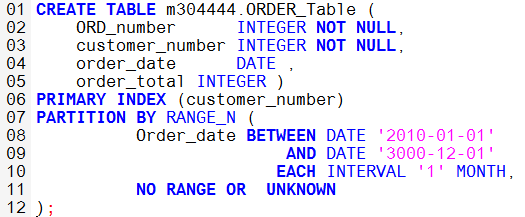 01 CREATE TABLE m304444.ORDER_Table (
02     ORD_number      INTEGER NOT NULL,
03     customer_number INTEGER NOT NULL,
04     order_date      DATE ,
05     order_total INTEGER )
06 PRIMARY INDEX (customer_number)
07 PARTITION BY RANGE_N (
08           Order_date BETWEEN DATE '2010-01-01'
09                          AND DATE '3000-12-01'
10                         EACH INTERVAL '1' MONTH,
11           NO RANGE OR  UNKNOWN
12 );